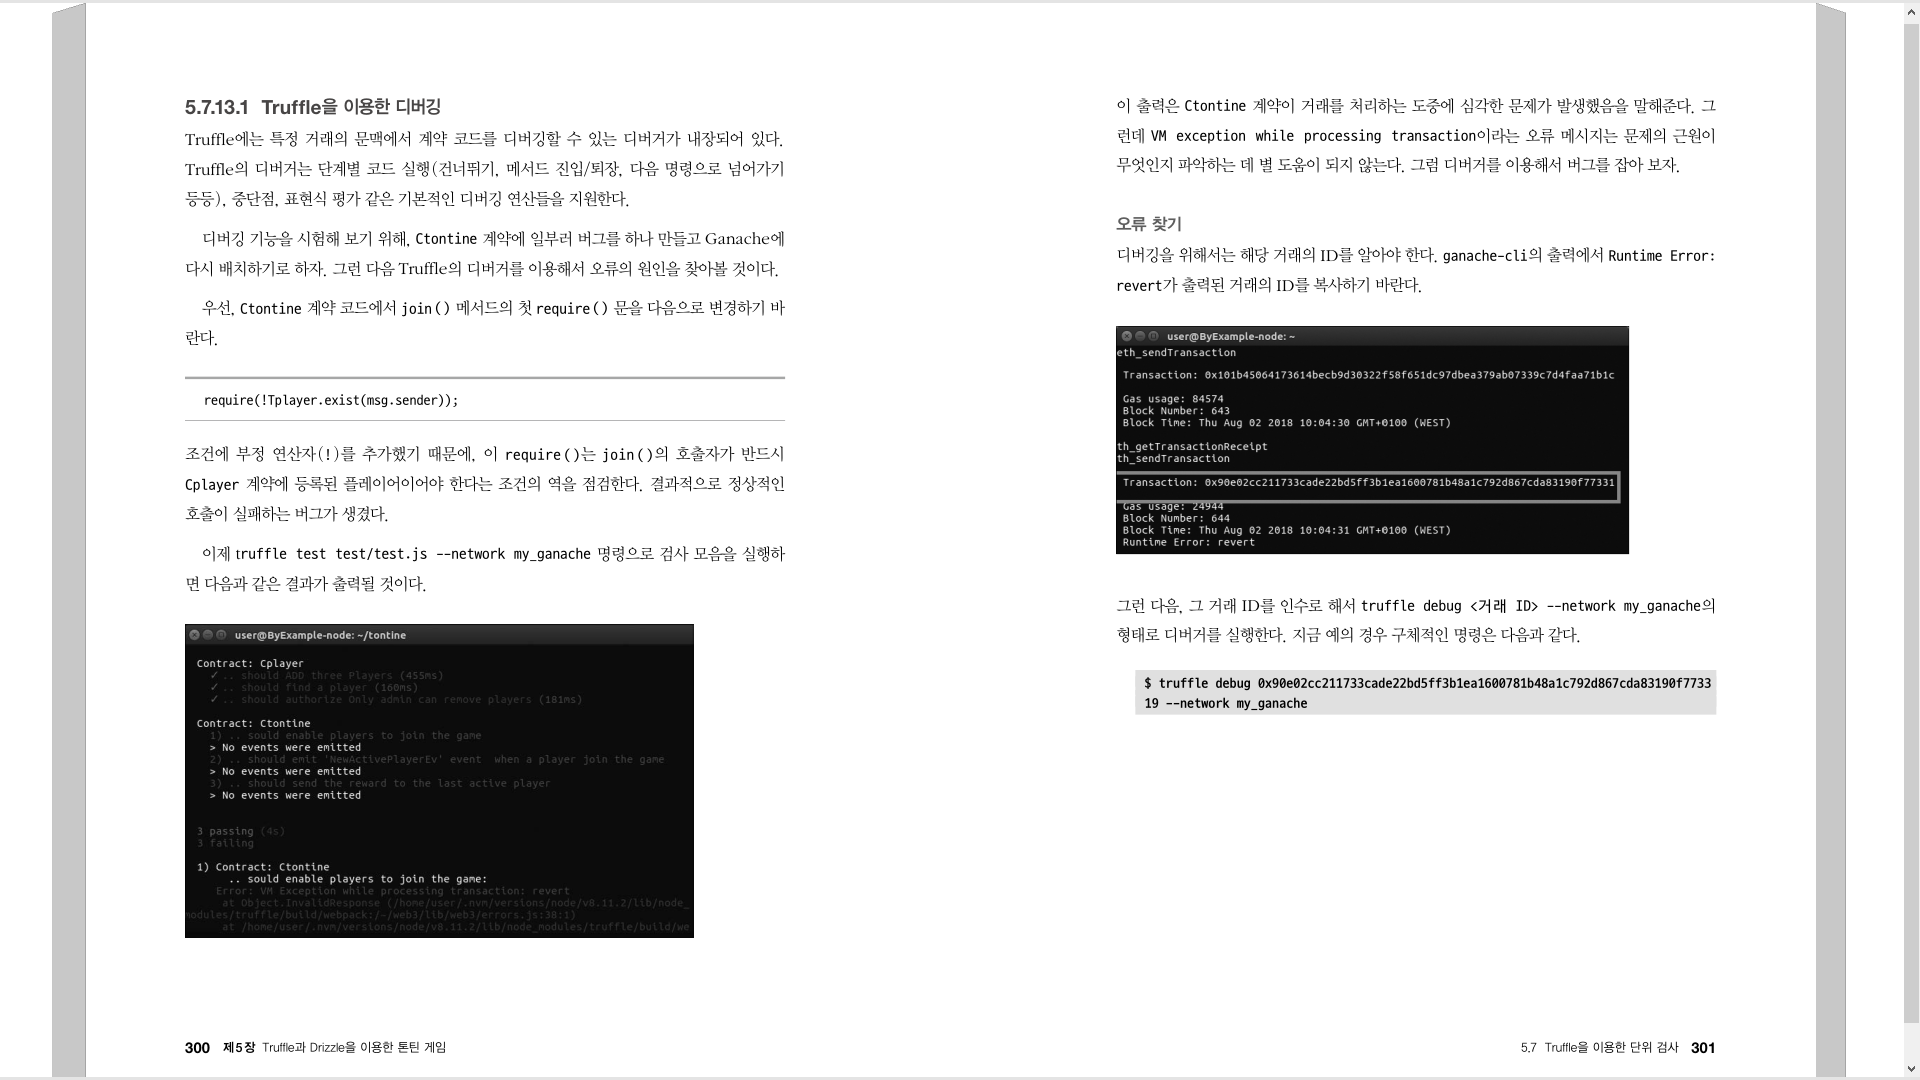 5.7.13.1 Truffle을 이용한 디버깅
Truffle에는 특정 거래의 문맥에서 계약 코드를 디버깅할 수 있는 디버거가 내장되어 있다.
Truffle의 디버거는 단계별 코드 실행(건너뛰기, 메서드 진입/퇴장, 다음 명령으로 넘어가기
등등), 중단점, 표현식 평가 같은 기본적인 디버깅 연산들을 지원한다.
디버깅 기능을 시험해 보기 위해, Ctontine 계약에 일부러 버그를 하나 만들고 Ganache에
다시 배치하기로 하자. 그런 다음 Truffle의 디버거를 이용해서 오류의 원인을 찾아볼 것이다.
우선, Ctontine 계약 코드에서 join() 메서드의 첫 require() 문을 다음으로 변경하기 바
란다.
require(!Tplayer.exist(msg.sender));
조건에 부정 연산자(!)를 추가했기 때문에, 이 require()는 join()의 호출자가 반드시
Cplayer 계약에 등록된 플레이어이어야 한다는 조건의 역을 점검한다. 결과적으로 정상적인
호출이 실패하는 버그가 생겼다.
이제 truffle test test/test.js --network my_ganache 명령으로 검사 모음을 실행하
면 다음과 같은 결과가 출력될 것이다.
user@ByExample-node: ~/tontine
Contract: Cplayer
✓ .. should ADD three Players (455ms)
✓ .. should find a player (160ms)
✓ .. should authorize Only admin can remove players (181ms)
Contract: Ctontine
1) .. sould enable players to join the game
> No events were emitted
2) .. should emit 'NewActivePlayerEv' event  when a player join the game
> No events were emitted
3) .. should send the reward to the last active player
> No events were emitted
3 passing (4s)
3 failing
1) Contract: Ctontine
.. sould enable players to join the game:
Error: VM Exception while processing transaction: revert
at Object.InvalidResponse (/home/user/.nvm/versions/node/v8.11.2/lib/node_
modules/truffle/build/webpack:/~/web3/lib/web3/errors.js:38:1)
at /home/user/.nvm/versions/node/v8.11.2/lib/node_modules/truffle/build/we
300 제5장 Truffle과 Drizzle을 이용한 톤틴 게임
이 출력은 Ctontine 계약이 거래를 처리하는 도중에 심각한 문제가 발생했음을 말해준다. 그
런데 VM exception while processing transaction이라는 오류 메시지는 문제의 근원이
무엇인지 파악하는 데 별 도움이 되지 않는다. 그럼 디버거를 이용해서 버그를 잡아 보자.
오류 찾기
디버깅을 위해서는 해당 거래의 ID를 알아야 한다. ganache-cli의 출력에서 Runtime Error:
revert가 출력된 거래의 ID를 복사하기 바란다.
user@ByExample-node: ~
eth_sendTransaction
Transaction: 0x101b45064173614becb9d30322f58f651dc97dbea379ab07339c7d4faa71b1c
Gas usage: 84574
Block Number: 643
Block Time: Thu Aug 02 2018 10:04:30 GMT+0100 (WEST)
th_getTransactionReceipt
th_sendTransaction
Transaction: 0x90e02cc211733cade22bd5ff3b1ea1600781b48a1c792d867cda83190f77331
Gas usage: 24944
Block Number: 644
Block Time: Thu Aug 02 2018 10:04:31 GMT+0100 (WEST)
Runtime Error: revert
그런 다음, 그 거래 ID를 인수로 해서 truffle debug <거래 ID> --network my_ganache의
형태로 디버거를 실행한다. 지금 예의 경우 구체적인 명령은 다음과 같다.
$ truffle debug 0x90e02cc211733cade22bd5ff3b1ea1600781b48a1c792d867cda83190f7733
19 --network my_ganache
5.7 Truffle을 이용한 단위 검사 301